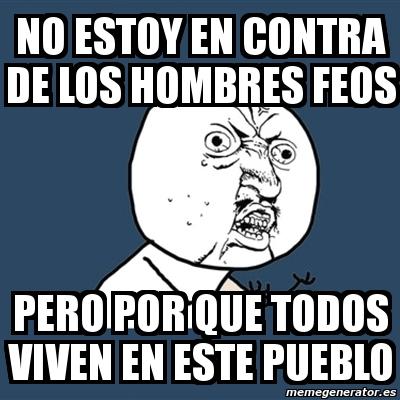 NO ESTOY EN CONTRA
DE LOS HOMBRES FEOS
PERO POR QUE TODOS
VIVEN EN ESTE PUEBLO
memegenerator.es